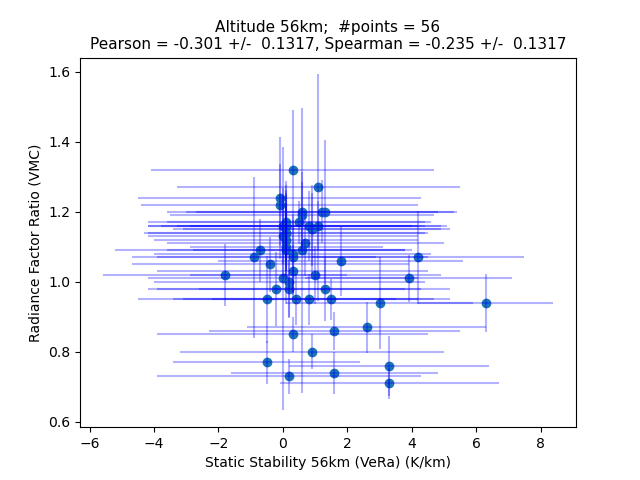 Altitude 56km;  #points = 56
Pearson = -0.301 +/-  0.1317, Spearman = -0.235 +/-  0.1317
1.6
1.4
1.2
1.0
0.8
0.6
Radiance Factor Ratio (VMC)
−6 −4 −2 0 2 4 6 8
Static Stability 56km (VeRa) (K/km)